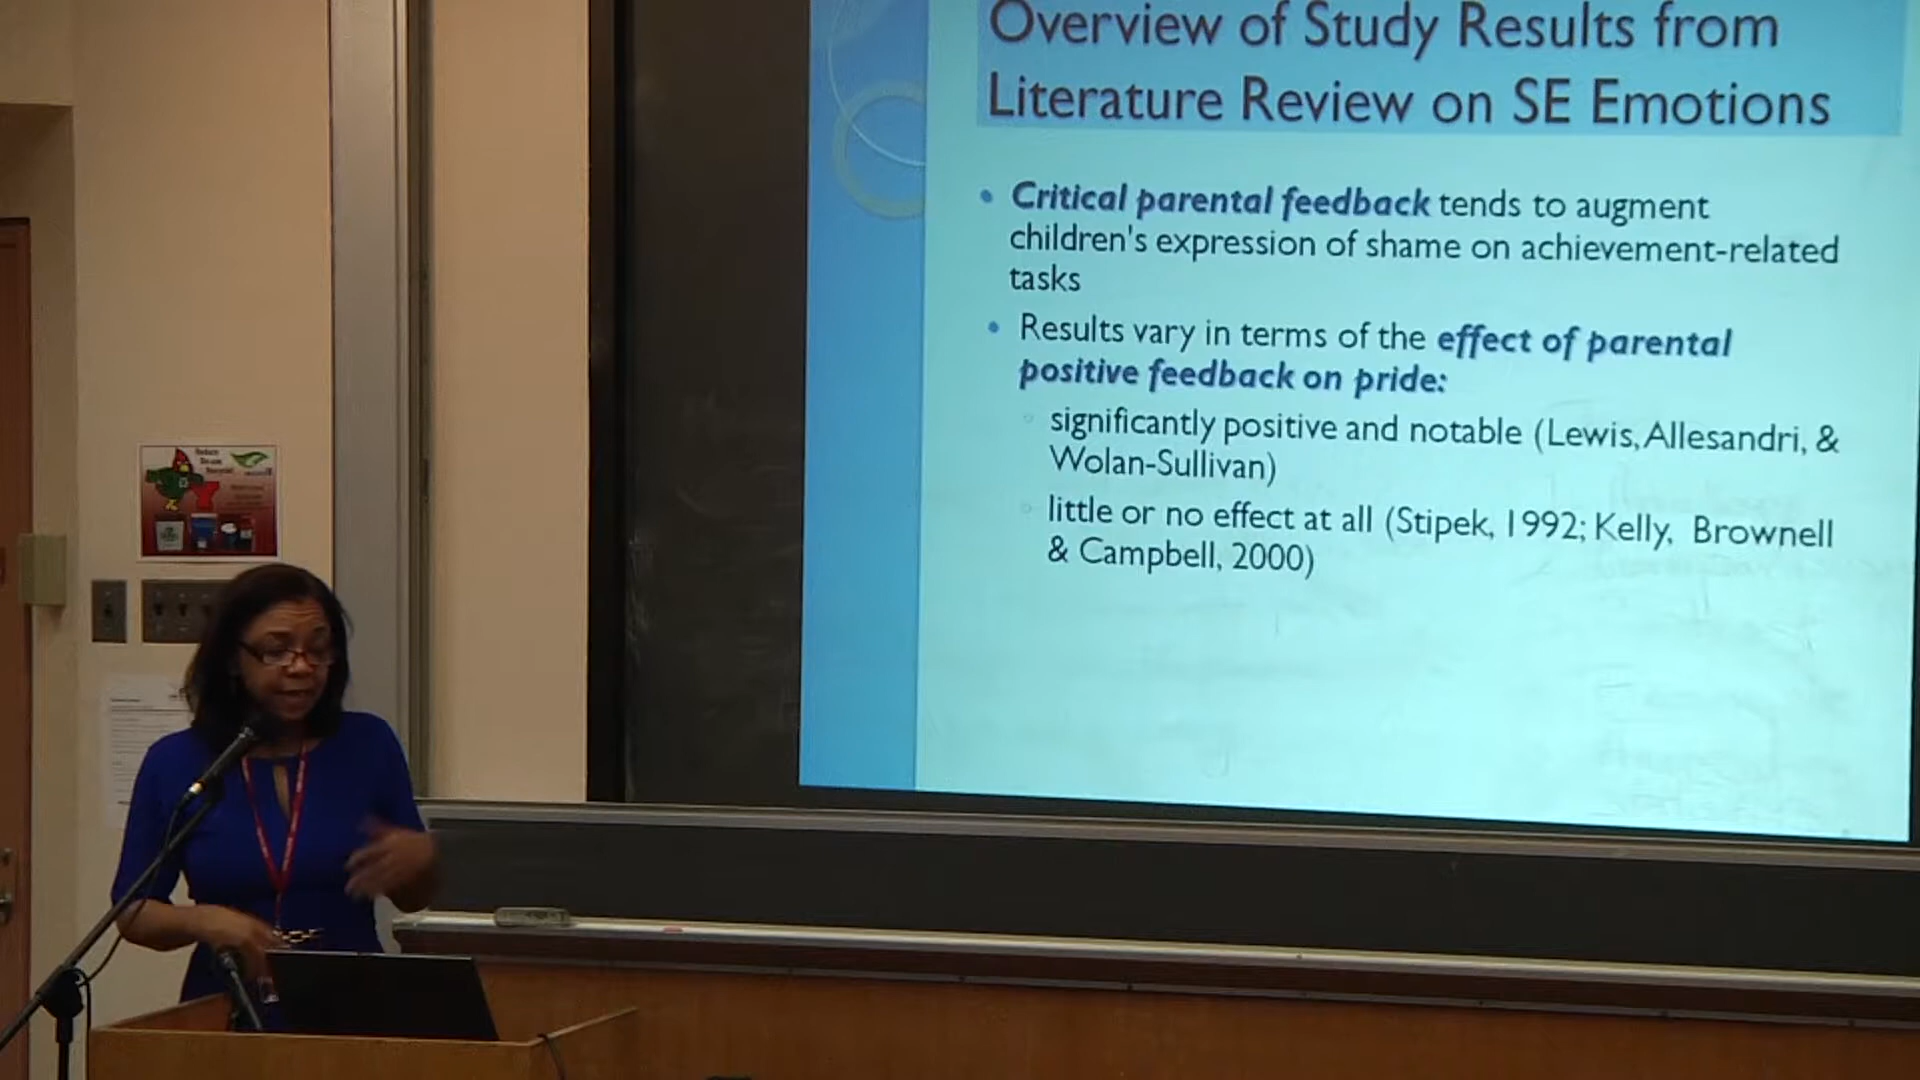 Overview of Study Results from
Literature Review on SE Emotions
Critical parental feedback tends to augment
children's expression of shame on achievement-related
tasks
Results vary in terms of the effect of parental
positive feedback on pride:
significantly positive and notable (Lewis, Allesandri, &
Wolan-Sullivan)
little or no effect at all (Stipek, 1992; Kelly, Brownell
& Campbell, 2000)